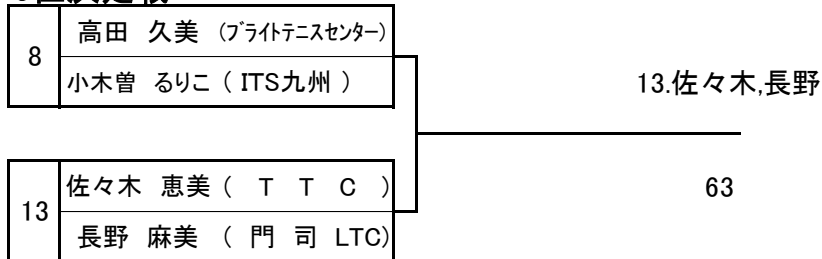 8
高田 久美 (ブライトテニスセンター)
小木曽 るりこ ( ITS九州 )
13.佐々木,長野
13
佐々木 恵美 ( T T C )
63
長野 麻美 ( 門 司 LTC)